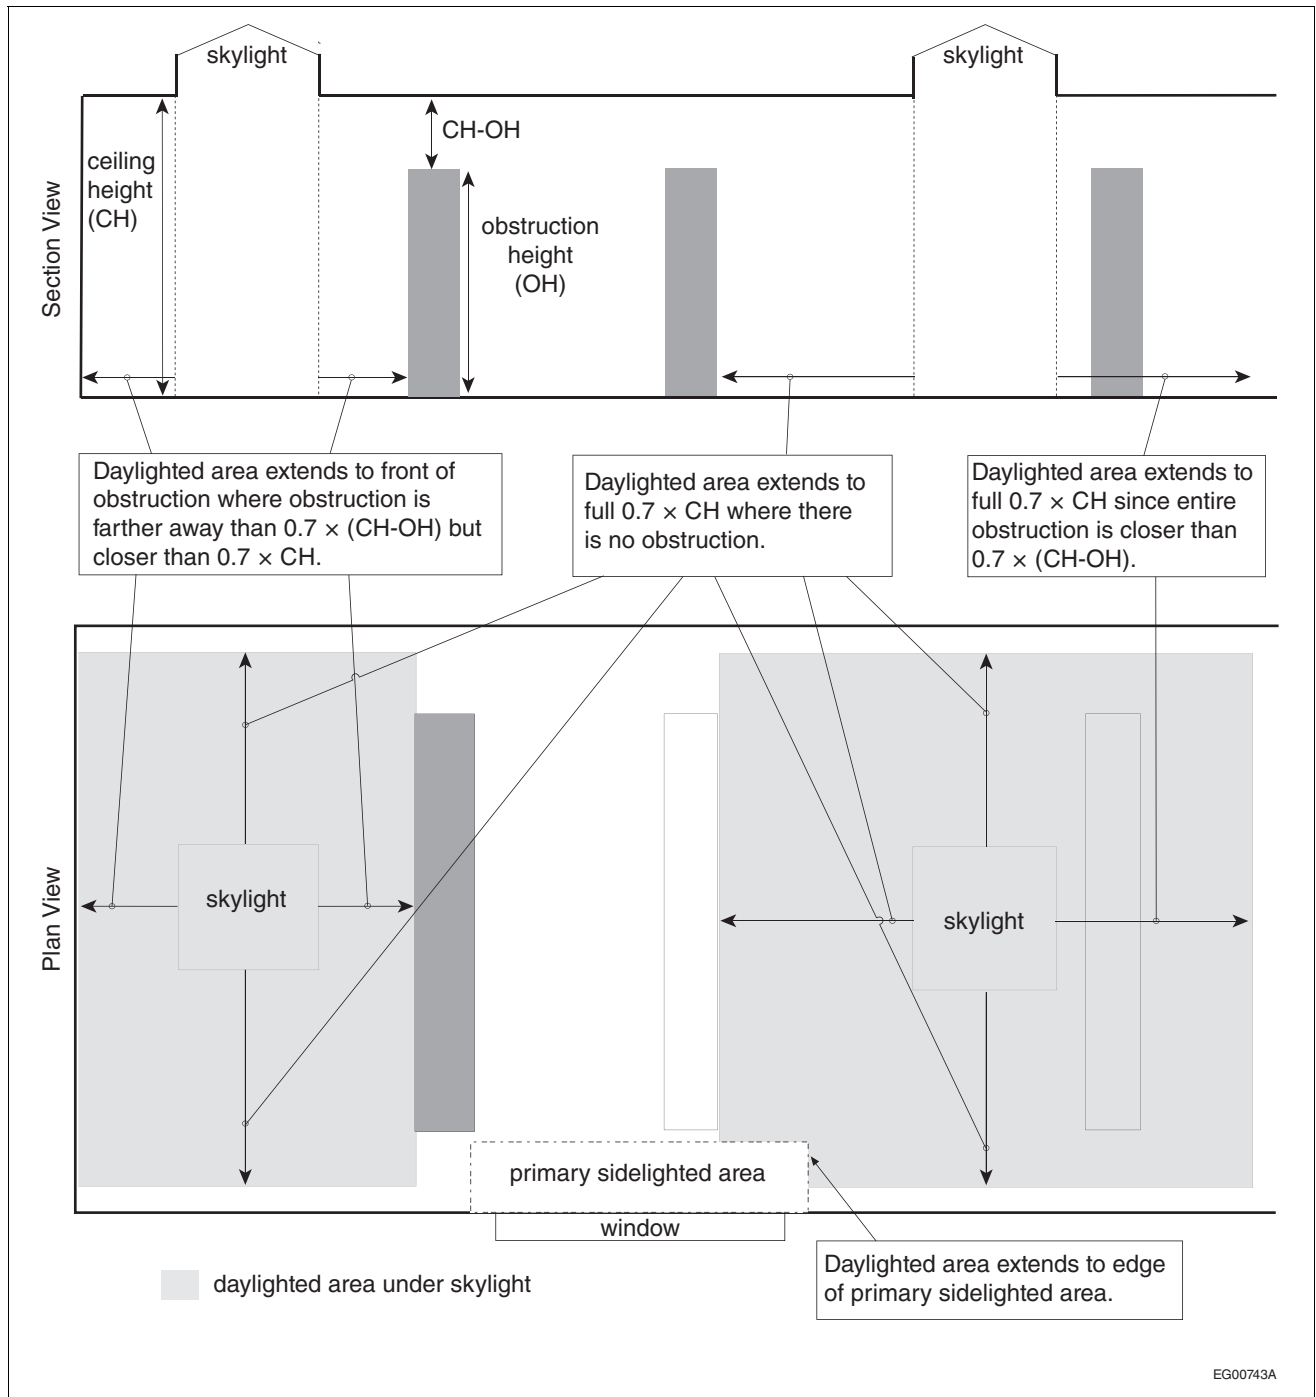 skylight
skylight
CH-OH
ceiling
height
(CH)
obstruction
height
(OH)
Section View
Daylighted area extends to front of
obstruction where obstruction is
farther away than 0.7 × (CH-OH) but
closer than 0.7 × CH.
Daylighted area extends to
full 0.7 × CH where there
is no obstruction.
Daylighted area extends to
full 0.7 × CH since entire
obstruction is closer than
0.7 × (CH-OH).
Plan View
skylight
skylight
primary sidelighted area
window
daylighted area under skylight
Daylighted area extends to edge
of primary sidelighted area.
EG00743A